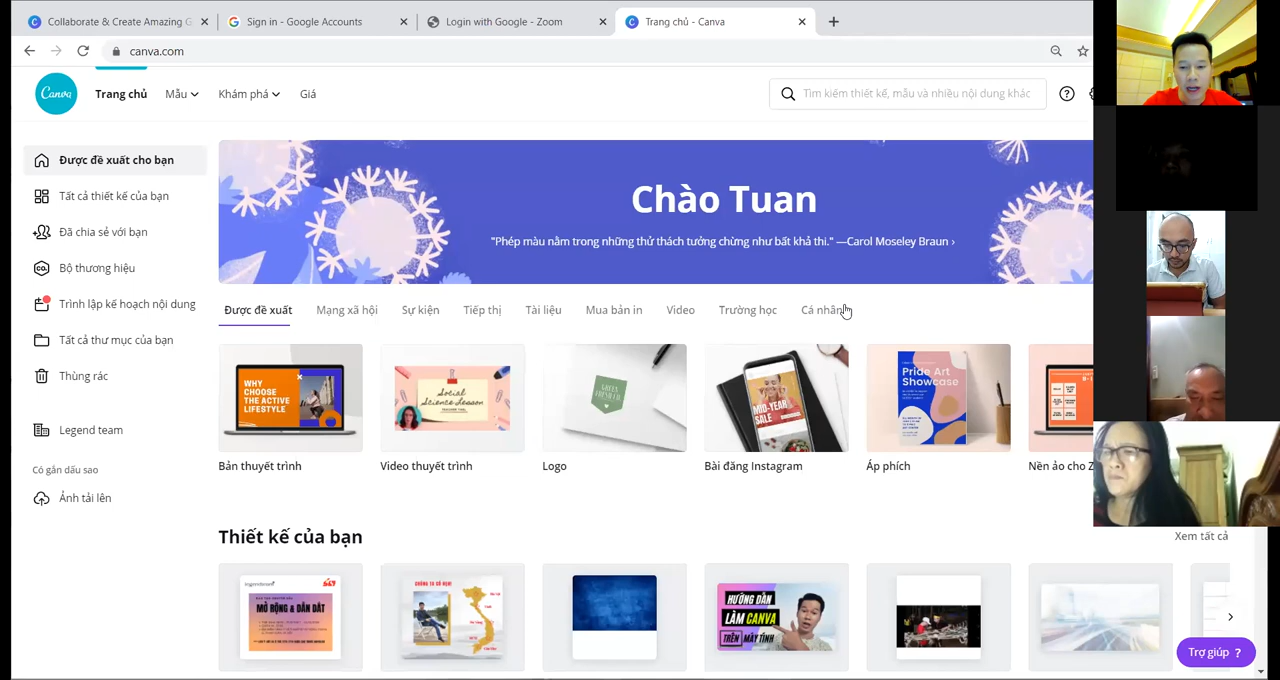 Collaborate & Create Amazing G
Sign in - Google Accounts
Login with Google - Zoom
Trang chủ - Canva
canva.com
Canva
Trang chủ
Mẫu
Khám phá
Giá
Tìm kiếm thiết kế, mẫu và nhiều nội dung khác
Được đề xuất cho bạn
Tất cả thiết kế của bạn
Đã chia sẻ với bạn
Bộ thương hiệu
Trình lập kế hoạch nội dung
Tất cả thư mục của bạn
Thùng rác
Legend team
Có gắn dấu sao
Ảnh tải lên
Chào Tuan
"Phép màu nằm trong những thử thách tưởng chừng như bất khả thi." —Carol Moseley Braun ›
Được đề xuất
Mạng xã hội
Sự kiện
Tiếp thị
Tài liệu
Mua bán in
Video
Trường học
Cá nhân
WHY
CHOOSE
THE ACTIVE
LIFESTYLE
Social
Science Lesson
MID-YEAR
SALE
Pride Art
Showcase
Bản thuyết trình
Video thuyết trình
Logo
Bài đăng Instagram
Áp phích
Nền ảo cho Z
Thiết kế của bạn
Xem tất cả
MỞ RỘNG & DẪN DẮT
HƯỚNG DẪN
LÀM CANVA
TRÊN MÁY TÍNH
Trợ giúp ?